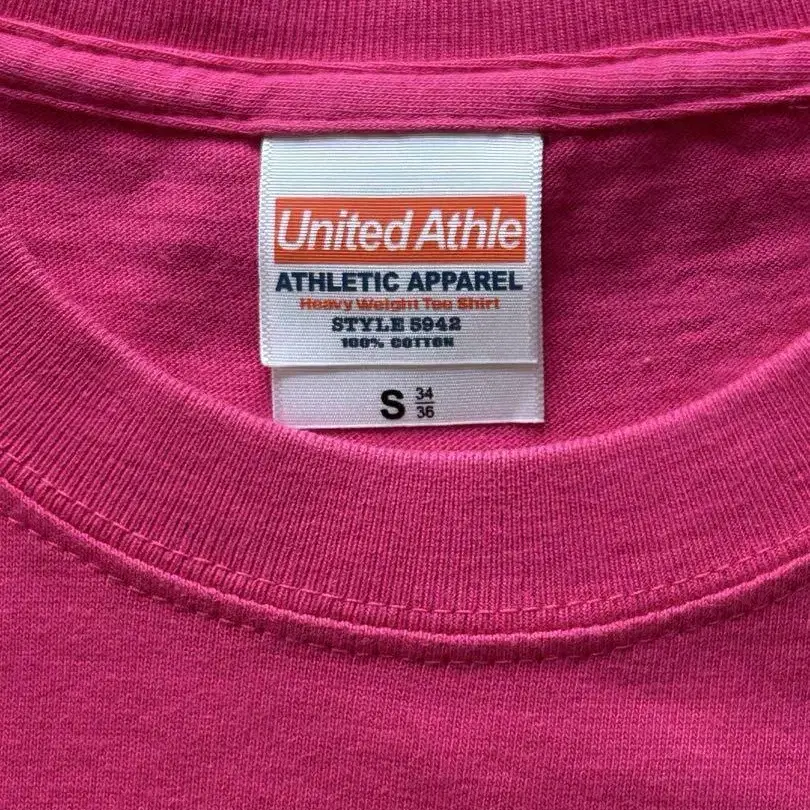 United Athle
ATHLETIC APPAREL
Heavy Weight Tee Shirt
STYLE 5942
100% COTTON
S 34
36